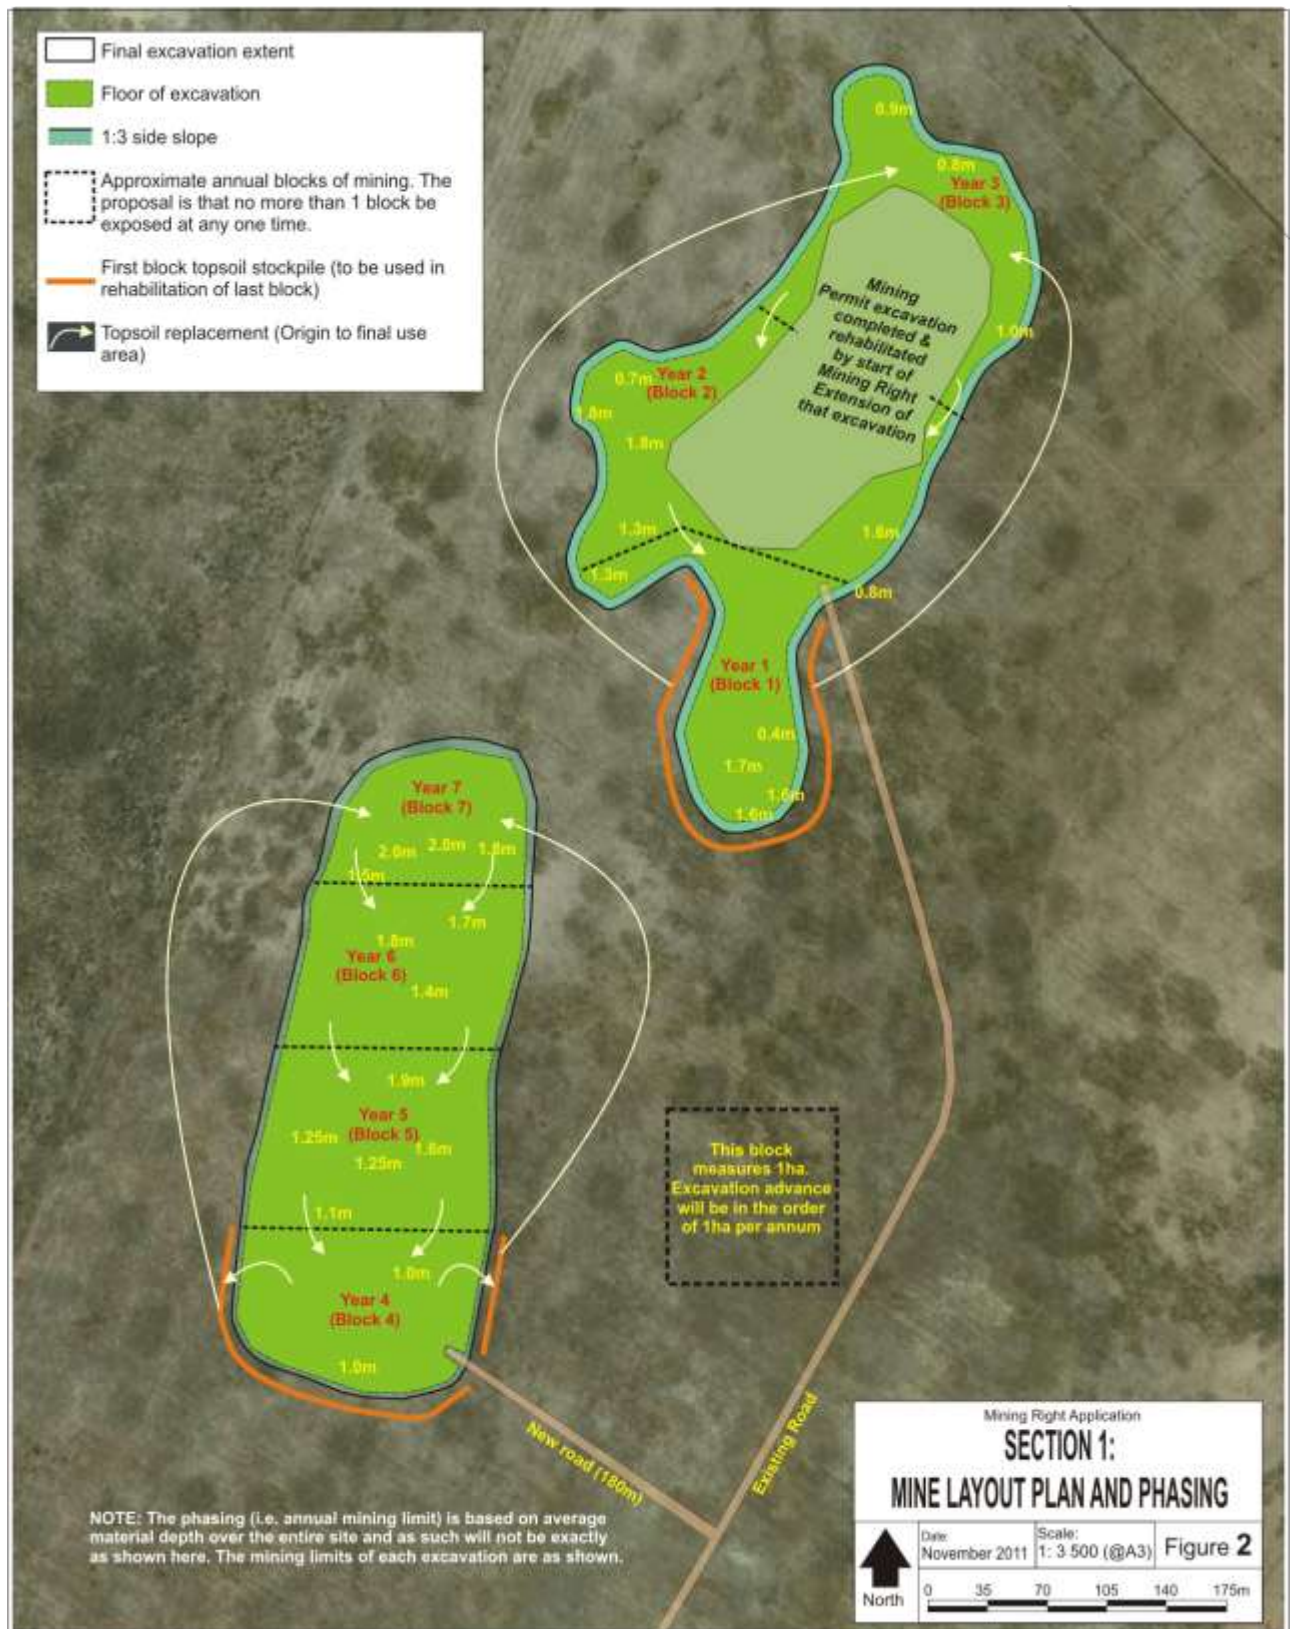 Final excavation extent
Floor of excavation
1:3 side slope
Approximate annual blocks of mining. The
proposal is that no more than 1 block be
exposed at any one time.
First block topsoil stockpile (to be used in
rehabilitation of last block)
Topsoil replacement (Origin to final use
area)
0.9m
0.8m
Year 3
(Block 3)
Mining
Permit excavation
completed &
rehabilitated
by start of
Mining Right
Extension of
that excavation
1.0m
Year 2
0.7m
(Block 2)
1.8m
1.8m
1.3m
1.6m
1.3m
0.8m
Year 1
(Block 1)
0.4m
1.7m
1.6m
1.6m
Year 7
(Block 7)
2.0m
2.0m
1.8m
1.5m
1.7m
1.8m
Year 6
(Block 6)
1.4m
1.9m
Year 5
(Block 5)
1.25m
1.6m
1.25m
1.1m
1.0m
Year 4
(Block 4)
1.0m
This block
measures 1ha.
Excavation advance
will be in the order
of 1ha per annum
New road (180m)
Existing Road
NOTE: The phasing (i.e. annual mining limit) is based on average
material depth over the entire site and as such will not be exactly
as shown here. The mining limits of each excavation are as shown.
Mining Right Application
SECTION 1:
MINE LAYOUT PLAN AND PHASING
North
Date:
November 2011
Scale:
1: 3 500 (@A3)
Figure 2
0 35 70 105 140 175m